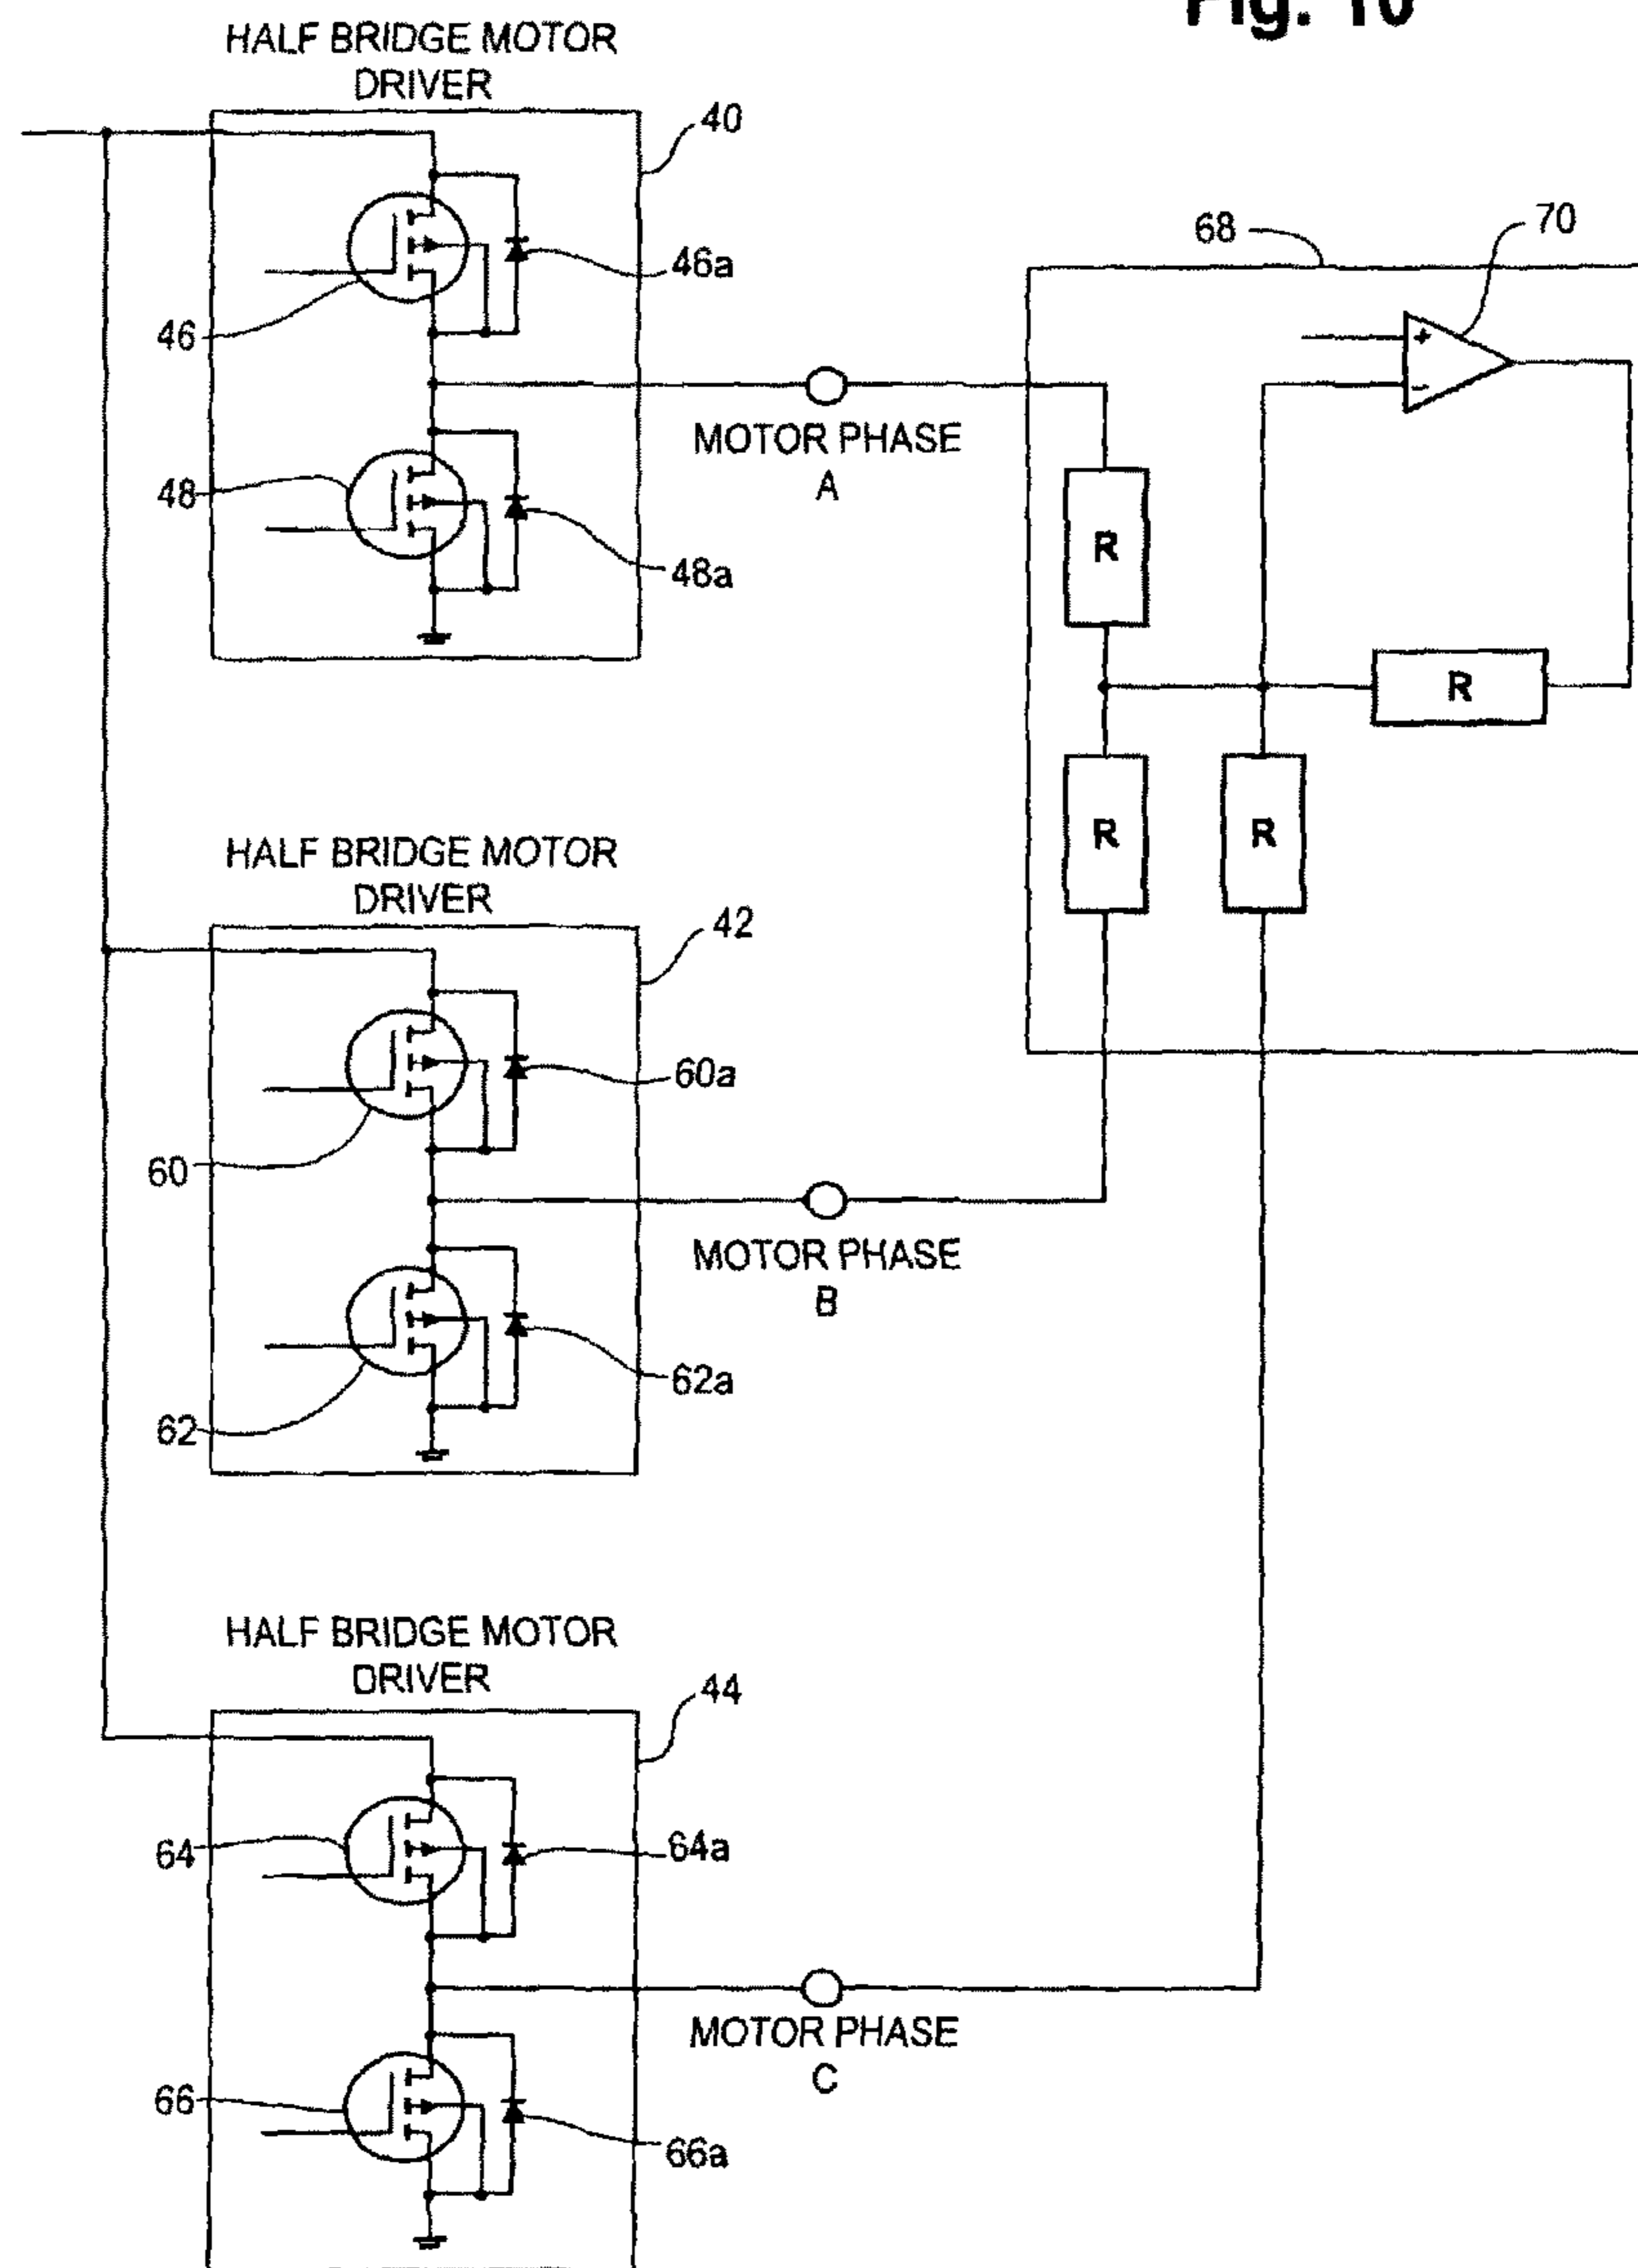 Fig. 10
HALF BRIDGE MOTOR
DRIVER
40
46a
46
48
48a
MOTOR PHASE
A
68
70
+
-
R
R
R
R
HALF BRIDGE MOTOR
DRIVER
42
60a
60
MOTOR PHASE
B
62a
62
HALF BRIDGE MOTOR
DRIVER
44
64
64a
MOTOR PHASE
C
66
66a